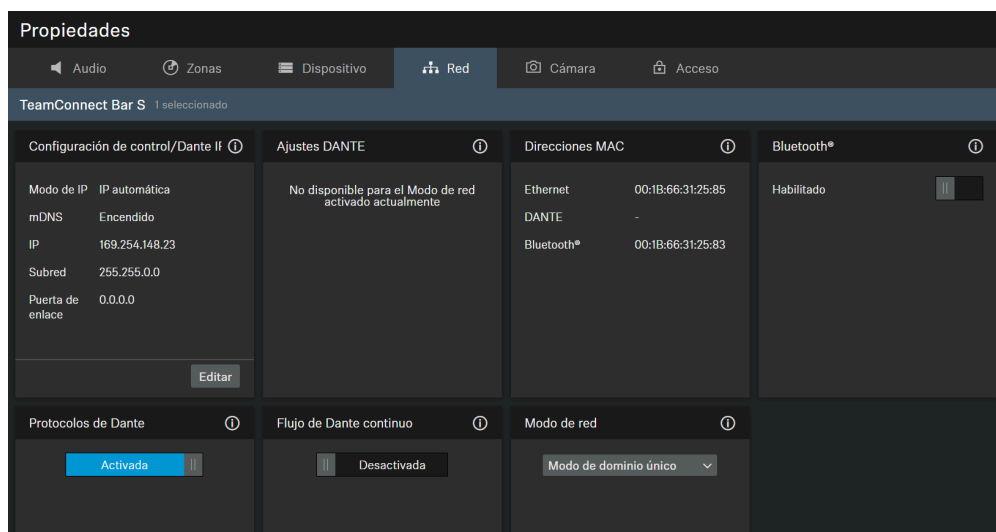 Propiedades
Audio
Zonas
Dispositivo
Red
Cámara
Acceso
TeamConnect Bar S 1 seleccionado
Configuración de control/Dante IF
Modo de IP IP automática
mDNS Encendido
IP 169.254.148.23
Subred 255.255.0.0
Puerta de 0.0.0.0
enlace
Editar
Ajustes DANTE
No disponible para el Modo de red
activado actualmente
Direcciones MAC
Ethernet 00:1B:66:31:25:85
DANTE -
Bluetooth® 00:1B:66:31:25:83
Bluetooth®
Habilitado
Protocolos de Dante
Activada
Flujo de Dante continuo
Desactivada
Modo de red
Modo de dominio único